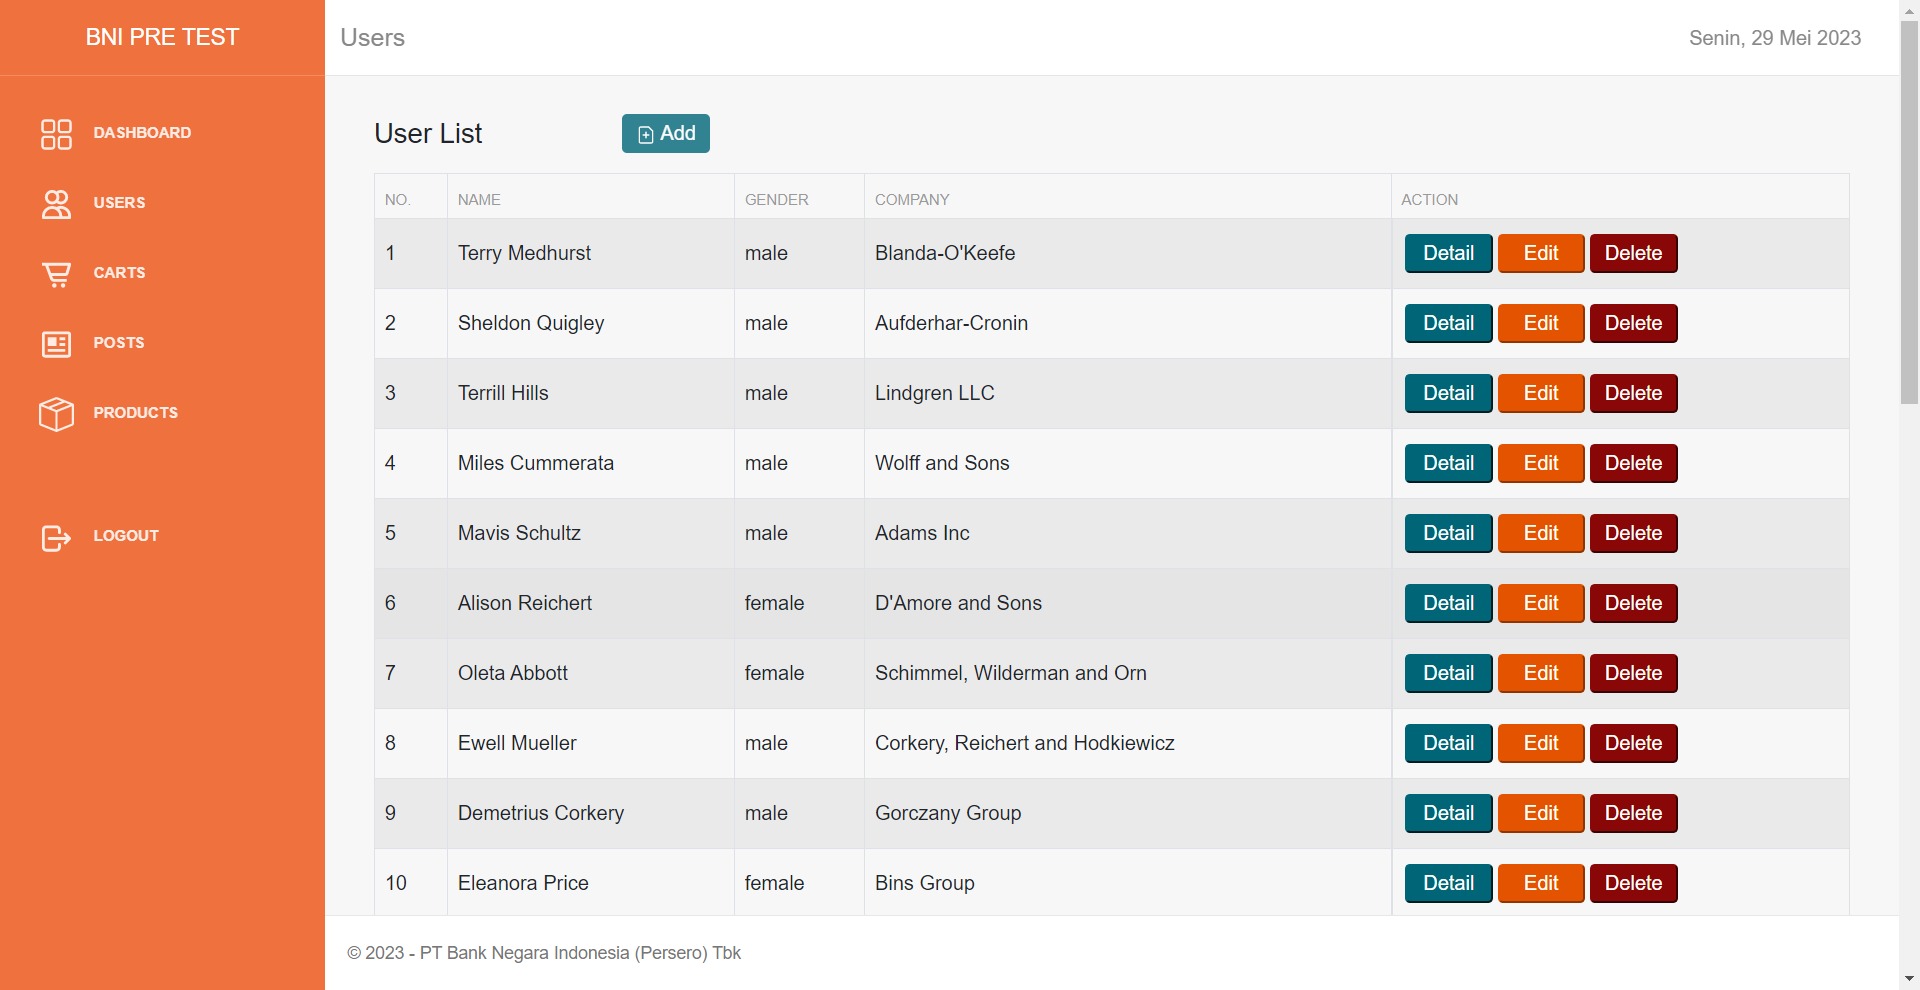 BNI PRE TEST
Users
Senin, 29 Mei 2023
DASHBOARD
USERS
CARTS
POSTS
PRODUCTS
LOGOUT
User List
Add
NO. NAME GENDER COMPANY ACTION
1 Terry Medhurst male Blanda-O'Keefe Detail Edit Delete
2 Sheldon Quigley male Aufderhar-Cronin Detail Edit Delete
3 Terrill Hills male Lindgren LLC Detail Edit Delete
4 Miles Cummerata male Wolff and Sons Detail Edit Delete
5 Mavis Schultz male Adams Inc Detail Edit Delete
6 Alison Reichert female D'Amore and Sons Detail Edit Delete
7 Oleta Abbott female Schimmel, Wilderman and Orn Detail Edit Delete
8 Ewell Mueller male Corkery, Reichert and Hodkiewicz Detail Edit Delete
9 Demetrius Corkery male Gorczany Group Detail Edit Delete
10 Eleanora Price female Bins Group Detail Edit Delete
© 2023 - PT Bank Negara Indonesia (Persero) Tbk